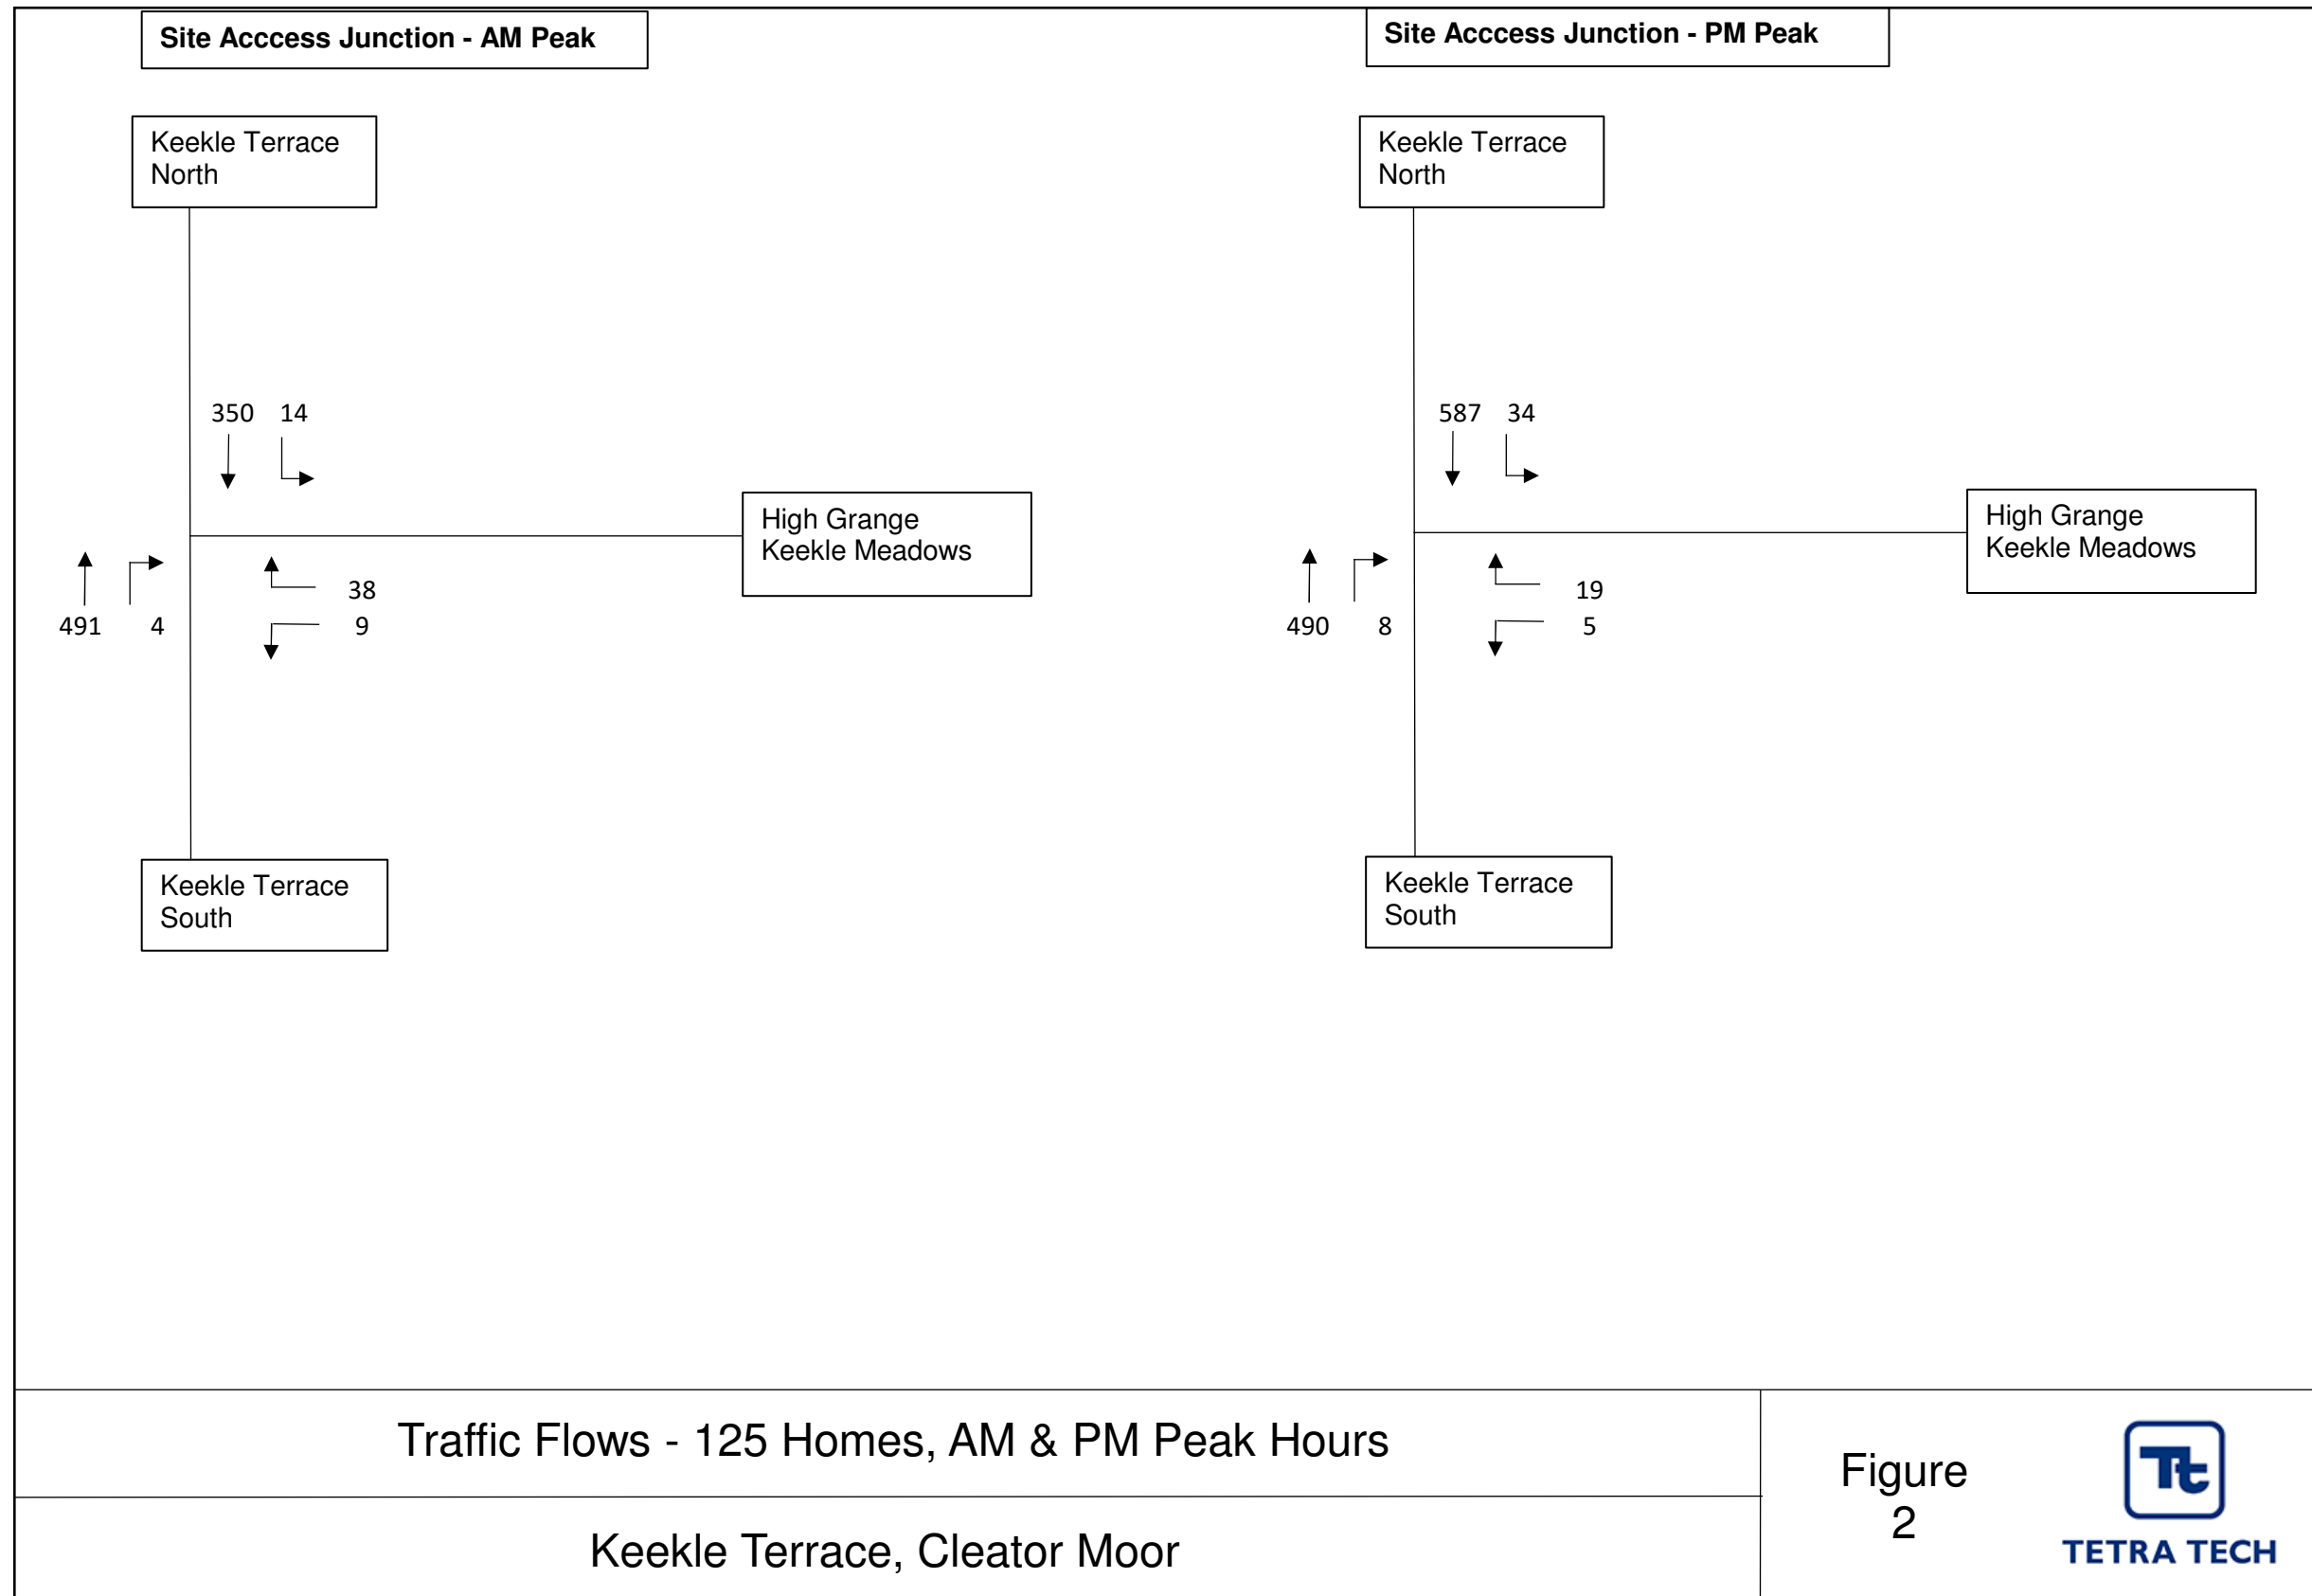 Site Acccess Junction - AM Peak
Keekle Terrace
North
350 14
High Grange
Keekle Meadows
38
491 4 9
Keekle Terrace
South
Site Acccess Junction - PM Peak
Keekle Terrace
North
587 34
High Grange
Keekle Meadows
19
490 8 5
Keekle Terrace
South
Traffic Flows - 125 Homes, AM & PM Peak Hours
Keekle Terrace, Cleator Moor
Figure
2
Tt
TETRA TECH